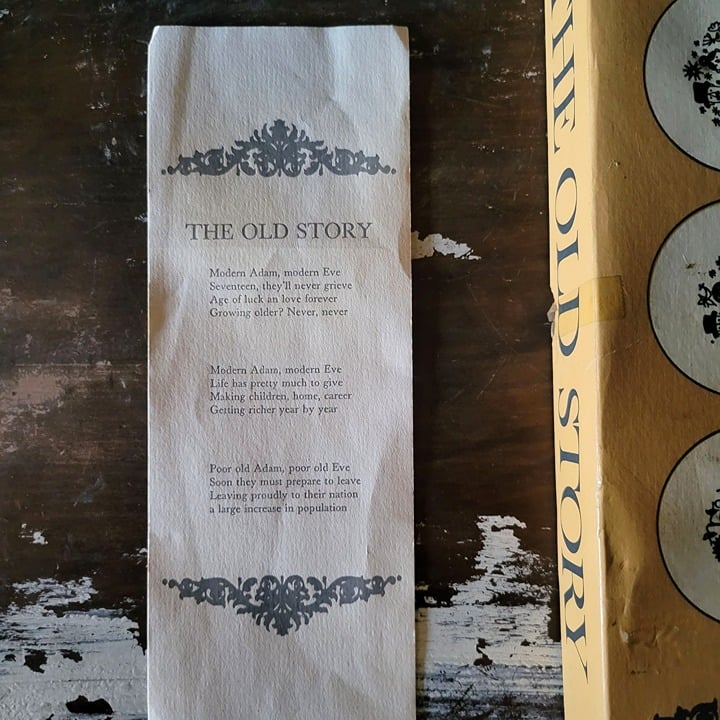 THE OLD STORY
Modern Adam, modern Eve
Seventeen, they'll never grieve
Age of luck an love forever
Growing older? Never, never
Modern Adam, modern Eve
Life has pretty much to give
Making children, home, career
Getting richer year by year
Poor old Adam, poor old Eve
Soon they must prepare to leave
Leaving proudly to their nation
a large increase in population
THE OLD STORY